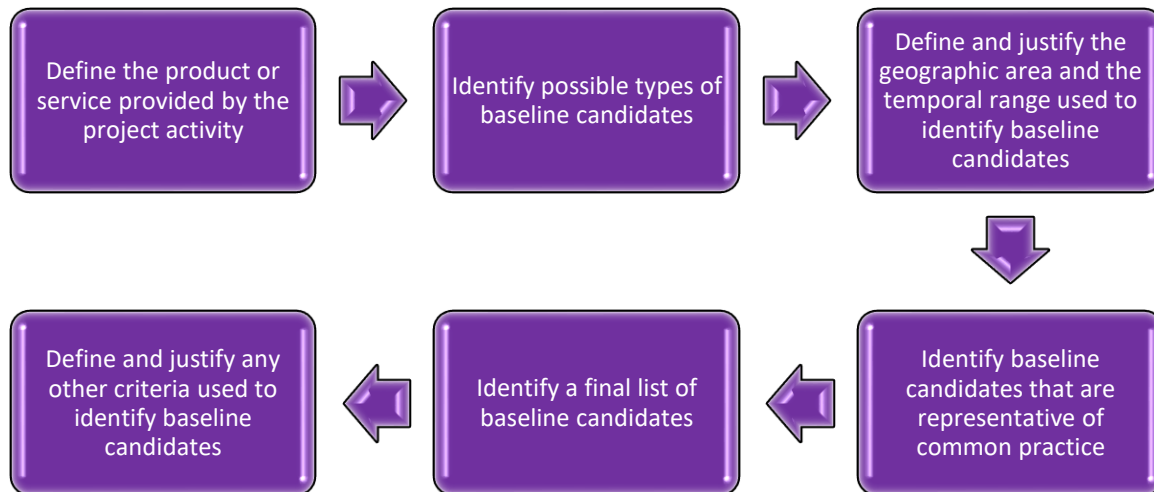 Define the product or
service provided by the
project activity
Identify possible types of
baseline candidates
Define and justify the
geographic area and the
temporal range used to
identify baseline
candidates
Identify baseline
candidates that are
representative of
common practice
Identify a final list of
baseline candidates
Define and justify any
other criteria used to
identify baseline
candidates